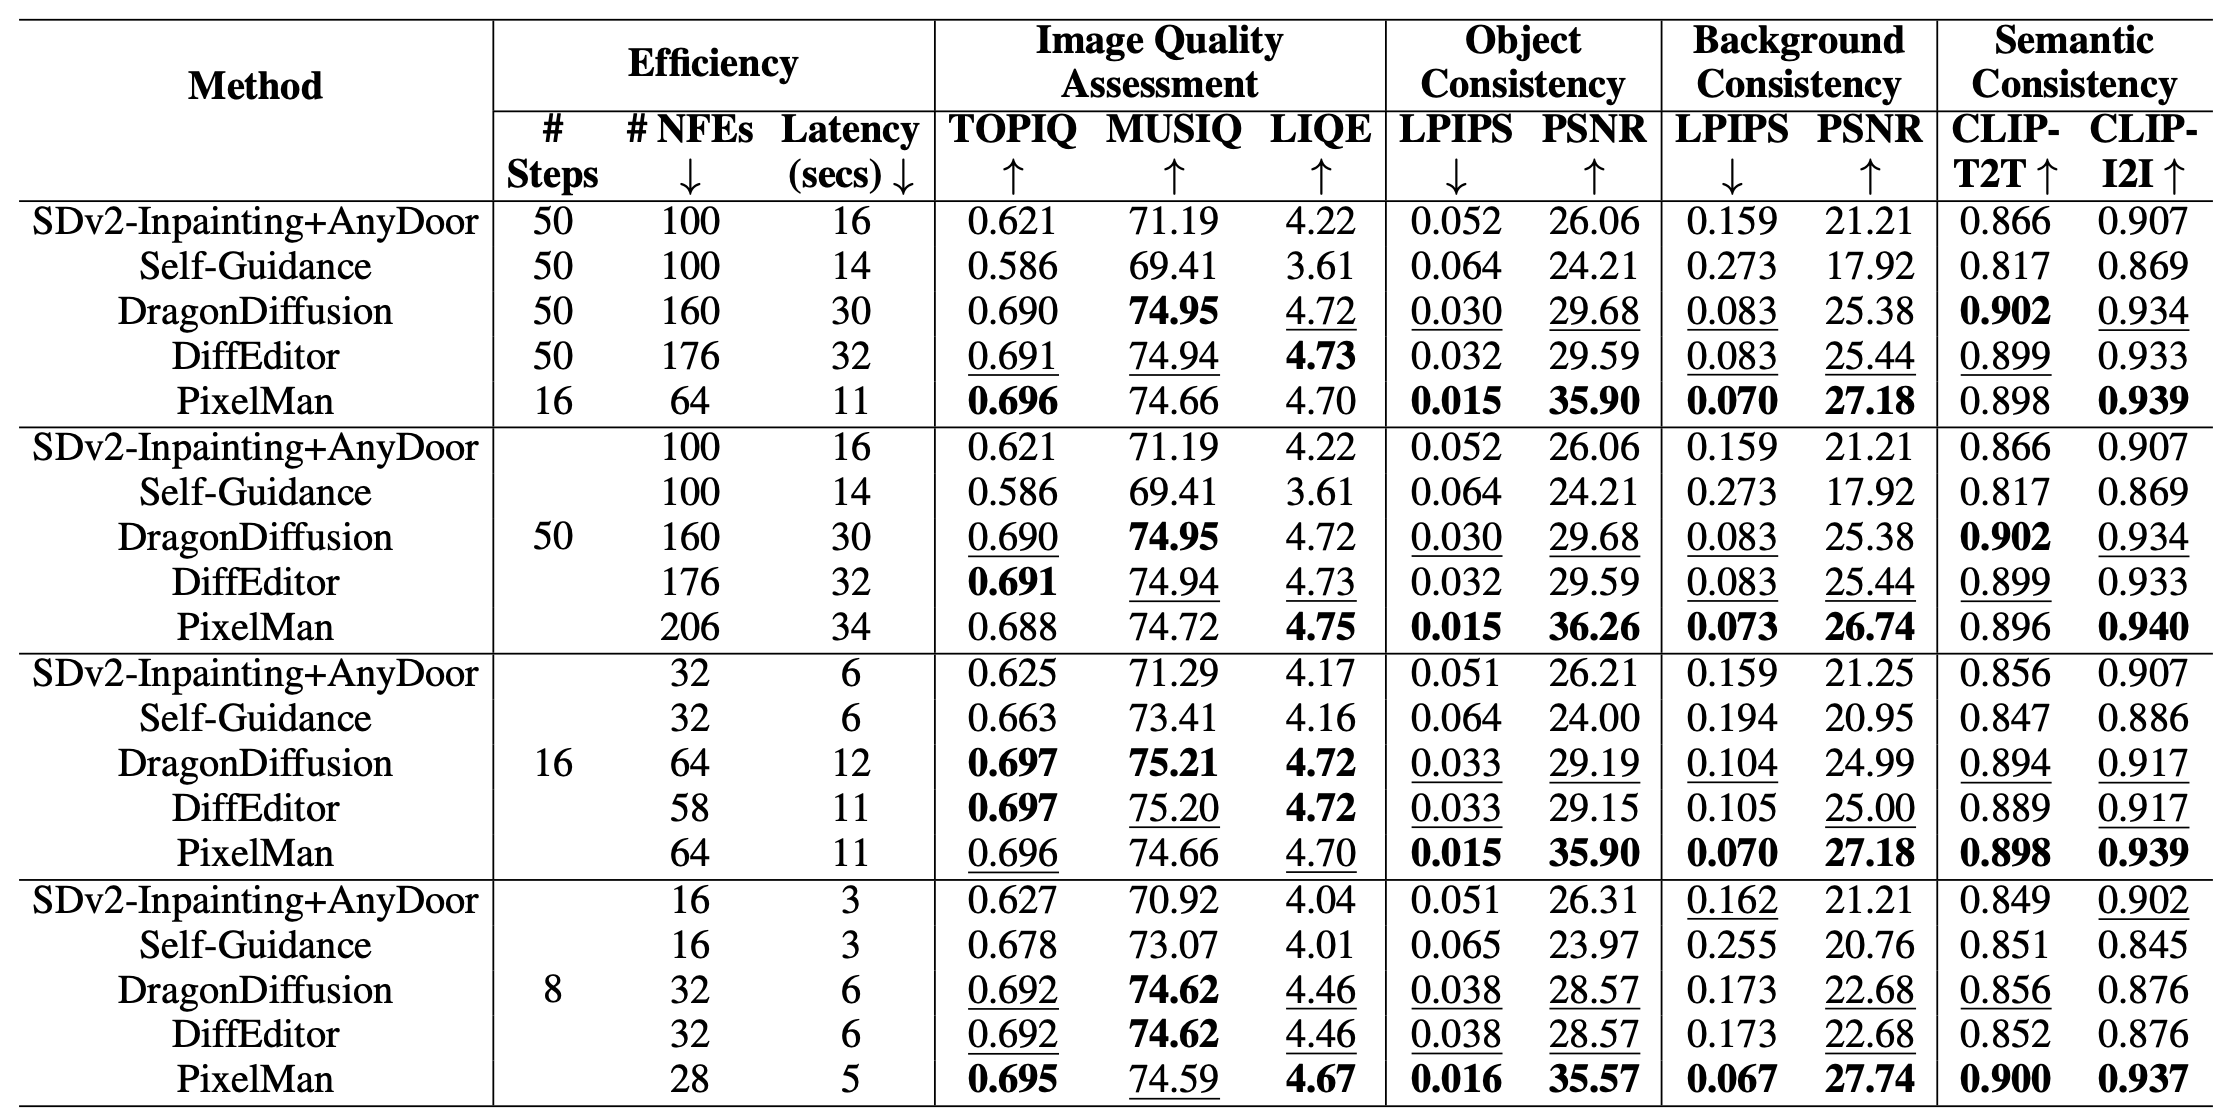 Method Efficiency Image Quality Assessment Object Consistency Background Consistency Semantic Consistency
# Steps # NFEs ↓ Latency (secs) ↓ TOPIQ ↑ MUSIQ ↑ LIQE ↑ LPIPS ↓ PSNR ↑ LPIPS ↓ PSNR ↑ CLIP-T2T ↑ CLIP-I2I ↑
SDv2-Inpainting+AnyDoor 50 100 16 0.621 71.19 4.22 0.052 26.06 0.159 21.21 0.866 0.907
Self-Guidance 50 100 14 0.586 69.41 3.61 0.064 24.21 0.273 17.92 0.817 0.869
DragonDiffusion 50 160 30 0.690 74.95 4.72 0.030 29.68 0.083 25.38 0.902 0.934
DiffEditor 50 176 32 0.691 74.94 4.73 0.032 29.59 0.083 25.44 0.899 0.933
PixelMan 16 64 11 0.696 74.66 4.70 0.015 35.90 0.070 27.18 0.898 0.939
SDv2-Inpainting+AnyDoor 100 16 0.621 71.19 4.22 0.052 26.06 0.159 21.21 0.866 0.907
Self-Guidance 100 14 0.586 69.41 3.61 0.064 24.21 0.273 17.92 0.817 0.869
DragonDiffusion 50 160 30 0.690 74.95 4.72 0.030 29.68 0.083 25.38 0.902 0.934
DiffEditor 176 32 0.691 74.94 4.73 0.032 29.59 0.083 25.44 0.899 0.933
PixelMan 206 34 0.688 74.72 4.75 0.015 36.26 0.073 26.74 0.896 0.940
SDv2-Inpainting+AnyDoor 32 6 0.625 71.29 4.17 0.051 26.21 0.159 21.25 0.856 0.907
Self-Guidance 32 6 0.663 73.41 4.16 0.064 24.00 0.194 20.95 0.847 0.886
DragonDiffusion 16 64 12 0.697 75.21 4.72 0.033 29.19 0.104 24.99 0.894 0.917
DiffEditor 58 11 0.697 75.20 4.72 0.033 29.15 0.105 25.00 0.889 0.917
PixelMan 64 11 0.696 74.66 4.70 0.015 35.90 0.070 27.18 0.898 0.939
SDv2-Inpainting+AnyDoor 16 3 0.627 70.92 4.04 0.051 26.31 0.162 21.21 0.849 0.902
Self-Guidance 16 3 0.678 73.07 4.01 0.065 23.97 0.255 20.76 0.851 0.845
DragonDiffusion 8 32 6 0.692 74.62 4.46 0.038 28.57 0.173 22.68 0.856 0.876
DiffEditor 32 6 0.692 74.62 4.46 0.038 28.57 0.173 22.68 0.852 0.876
PixelMan 28 5 0.695 74.59 4.67 0.016 35.57 0.067 27.74 0.900 0.937